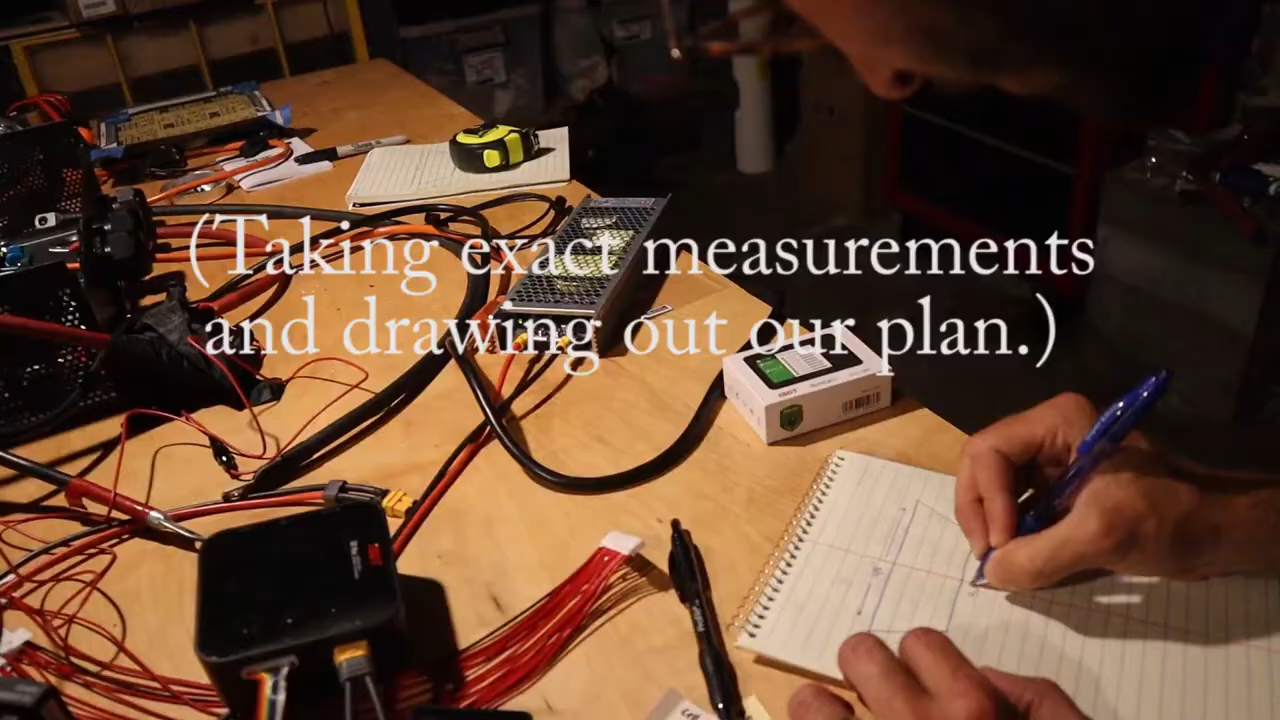 (Taking exact measurements
and drawing out our plan.)